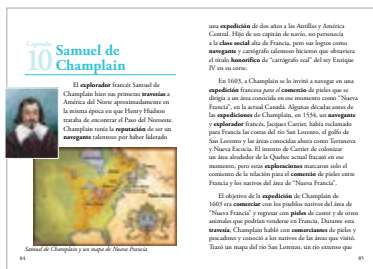 Capítulo
10 Samuel de
Champlain
El explorador francés Samuel de
Champlain hizo sus primeras travesías a
América del Norte aproximadamente en
la misma época en que Henry Hudson
trataba de encontrar el Paso del Noroeste.
Champlain tenía la reputación de ser un
navegante talentoso por haber liderado
Samuel de Champlain y un mapa de Nueva Francia
84
una expedición de dos años a las Antillas y América
Central. Hijo de un capitán de navío, no pertenecía
a la clase social alta de Francia, pero sus logros como
navegante y cartógrafo talentoso hicieron que obtuviera
el título honorífico de “cartógrafo real” del rey Enrique
IV en su corte.
En 1603, a Champlain se lo invitó a navegar en una
expedición francesa para el comercio de pieles que se
dirigía a un área conocida en ese momento como “Nueva
Francia”, en la actual Canadá. Algunas décadas antes de
las expediciones de Champlain, en 1534, un navegante
y explorador francés, Jacques Cartier, había reclamado
para Francia las costas del río San Lorenzo, el golfo de
San Lorenzo y las áreas conocidas ahora como Terranova
y Nueva Escocia. El intento de Cartier de colonizar
un área alrededor de la Quebec actual fracasó en ese
momento, pero estas exploraciones marcaron solo el
comienzo de la relación para el comercio de pieles entre
Francia y los nativos del área de “Nueva Francia”.
El objetivo de la expedición de Champlain de
1603 era comerciar con los pueblos nativos del área de
“Nueva Francia” y regresar con pieles de castor y de otros
animales que podrían venderse en Francia. Durante esta
travesía, Champlain habló con comerciantes de pieles y
pescadores y conoció a los nativos de las áreas que visitó.
Trazó un mapa del río San Lorenzo, un río extenso que
85